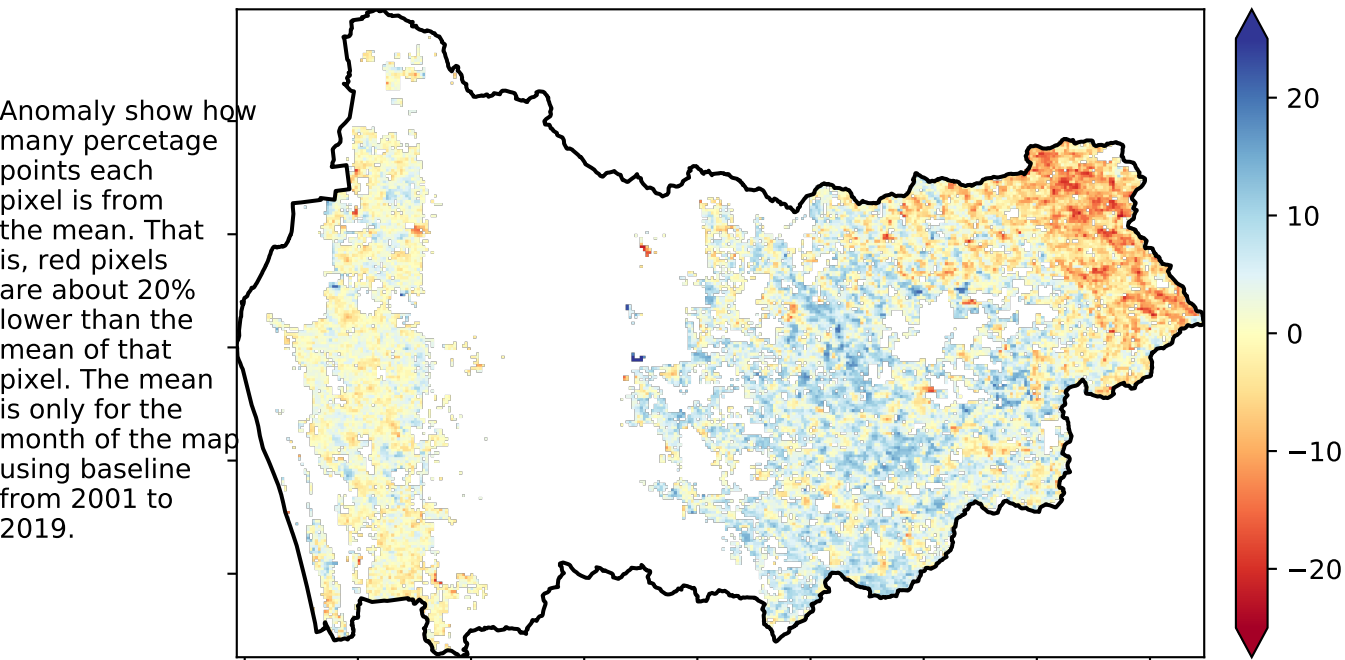 Anomaly show how
many percetage
points each
pixel is from
the mean. That
is, red pixels
are about 20%
lower than the
mean of that
pixel. The mean
is only for the
month of the map
using baseline
from 2001 to
2019.
20
10
0
−10
−20